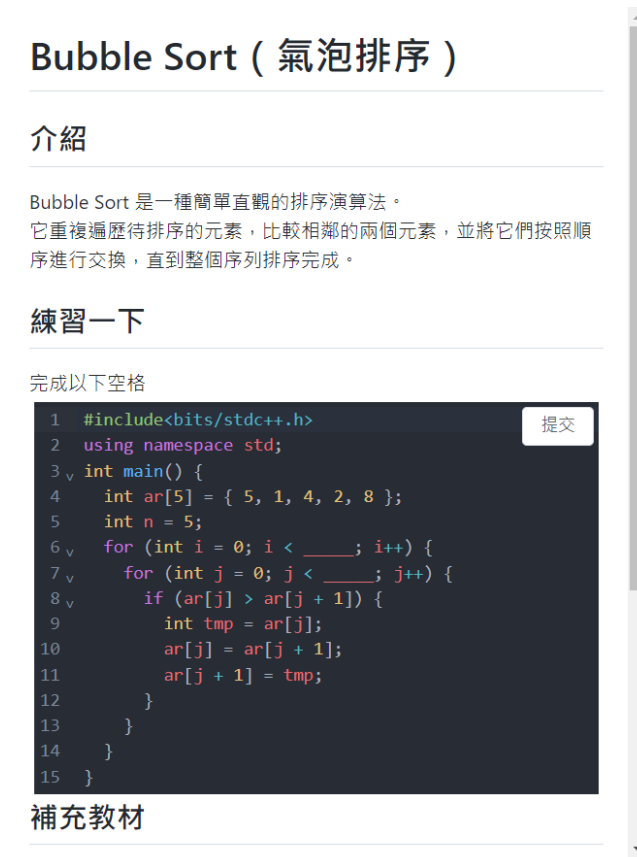 Bubble Sort（氣泡排序）
介紹
Bubble Sort 是一種簡單直觀的排序演算法。
它重複遍歷待排序的元素，比較相鄰的兩個元素，並將它們按照順
序進行交換，直到整個序列排序完成。
練習一下
完成以下空格
提交
1 #include<bits/stdc++.h>
2 using namespace std;
3 int main() {
4   int ar[5] = { 5, 1, 4, 2, 8 };
5   int n = 5;
6   for (int i = 0; i < _____; i++) {
7     for (int j = 0; j < _____; j++) {
8       if (ar[j] > ar[j + 1]) {
9         int tmp = ar[j];
10         ar[j] = ar[j + 1];
11         ar[j + 1] = tmp;
12       }
13     }
14   }
15 }
補充教材